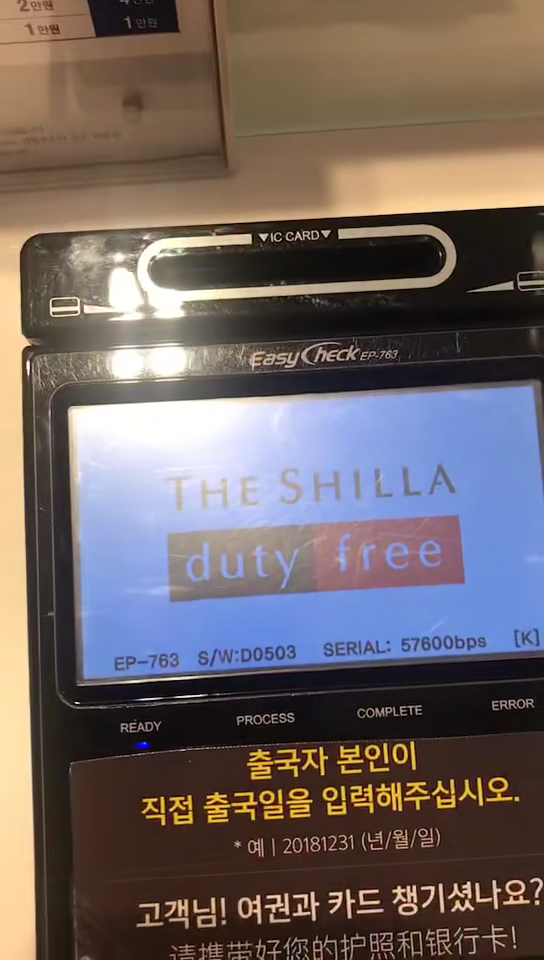 2만원
1만원
1만원
▼IC CARD▼
EasyCheck EP-763
THE SHILLA
duty free
EP-763 S/W:D0503 SERIAL: 57600bps [K]
READY PROCESS COMPLETE ERROR
출국자 본인이
직접 출국일을 입력해주십시오.
* 예 | 20181231 (년/월/일)
고객님! 여권과 카드 챙기셨나요?
请携带好您的护照和银行卡!